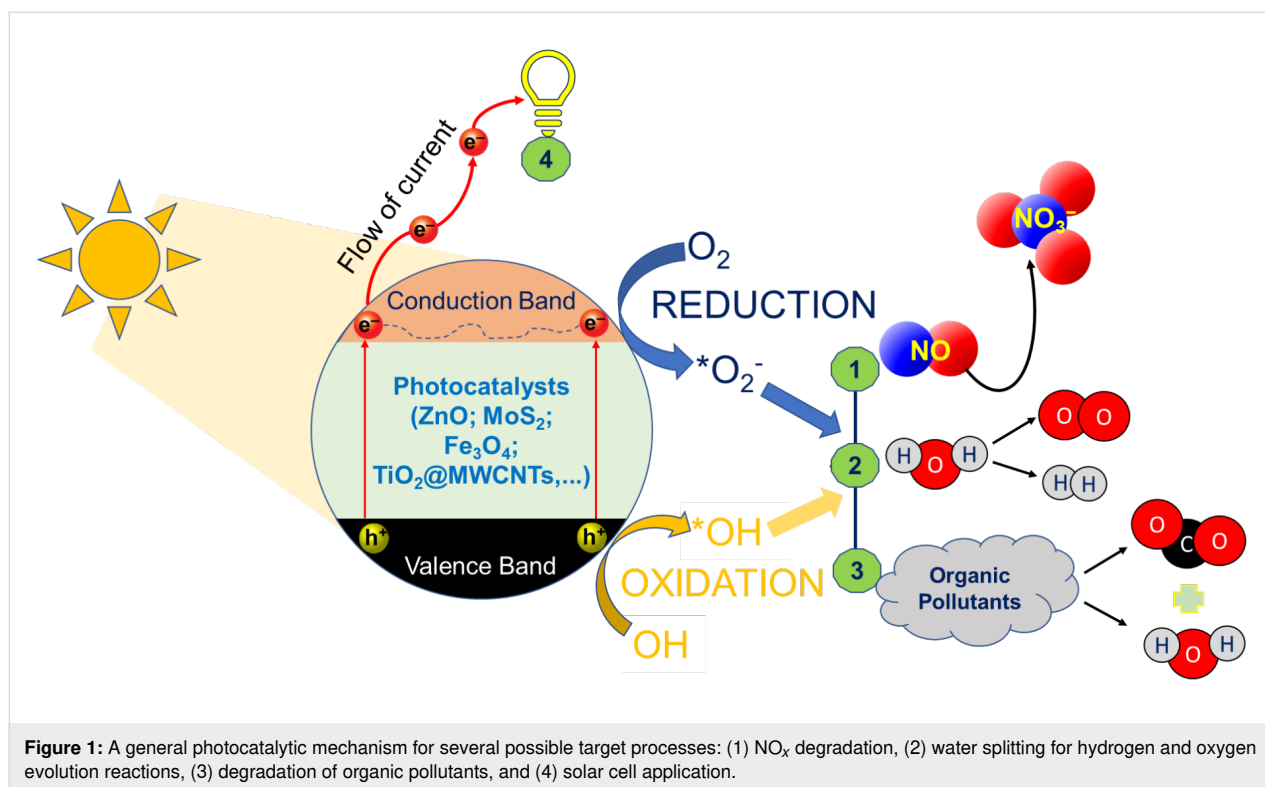 Flow of current
e⁻
e⁻
4
O₂
REDUCTION
*O₂⁻
Conduction Band
e⁻
e⁻
Photocatalysts
(ZnO; MoS₂;
Fe₃O₄;
TiO₂@MWCNTs,...)
h⁺
h⁺
Valence Band
*OH
OXIDATION
OH
1
NO
NO₃⁻
2
H O H
O O
H H
3
Organic
Pollutants
O C O
H O H
Figure 1: A general photocatalytic mechanism for several possible target processes: (1) NOₓ degradation, (2) water splitting for hydrogen and oxygen
evolution reactions, (3) degradation of organic pollutants, and (4) solar cell application.